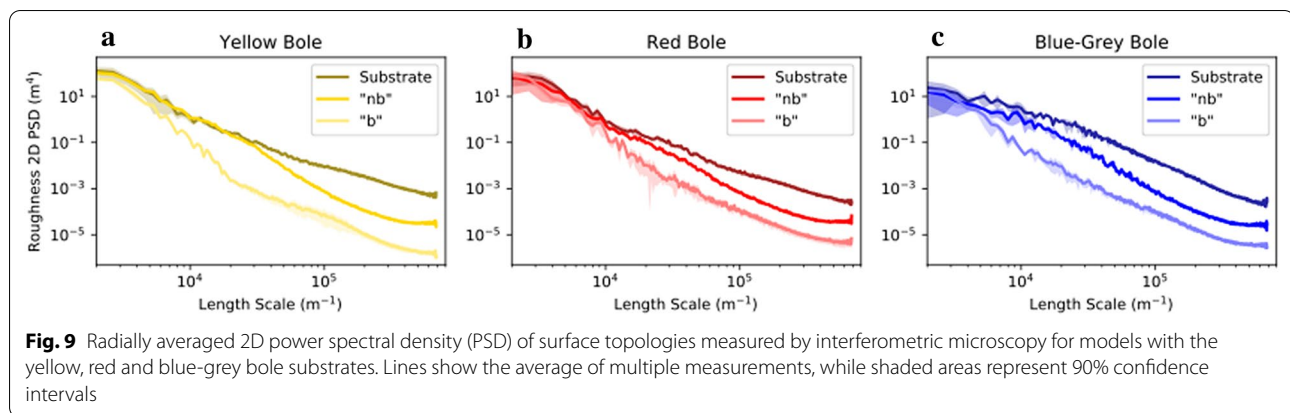 a Yellow Bole
b Red Bole
c Blue-Grey Bole
Roughness 2D PSD (m⁴)
10¹
10⁻¹
10⁻³
10⁻⁵
Substrate
"nb"
"b"
10⁴ 10⁵
Length Scale (m⁻¹)
10¹
10⁻¹
10⁻³
10⁻⁵
Substrate
"nb"
"b"
10⁴ 10⁵
Length Scale (m⁻¹)
10¹
10⁻¹
10⁻³
10⁻⁵
Substrate
"nb"
"b"
10⁴ 10⁵
Length Scale (m⁻¹)
Fig. 9 Radially averaged 2D power spectral density (PSD) of surface topologies measured by interferometric microscopy for models with the
yellow, red and blue-grey bole substrates. Lines show the average of multiple measurements, while shaded areas represent 90% confidence
intervals